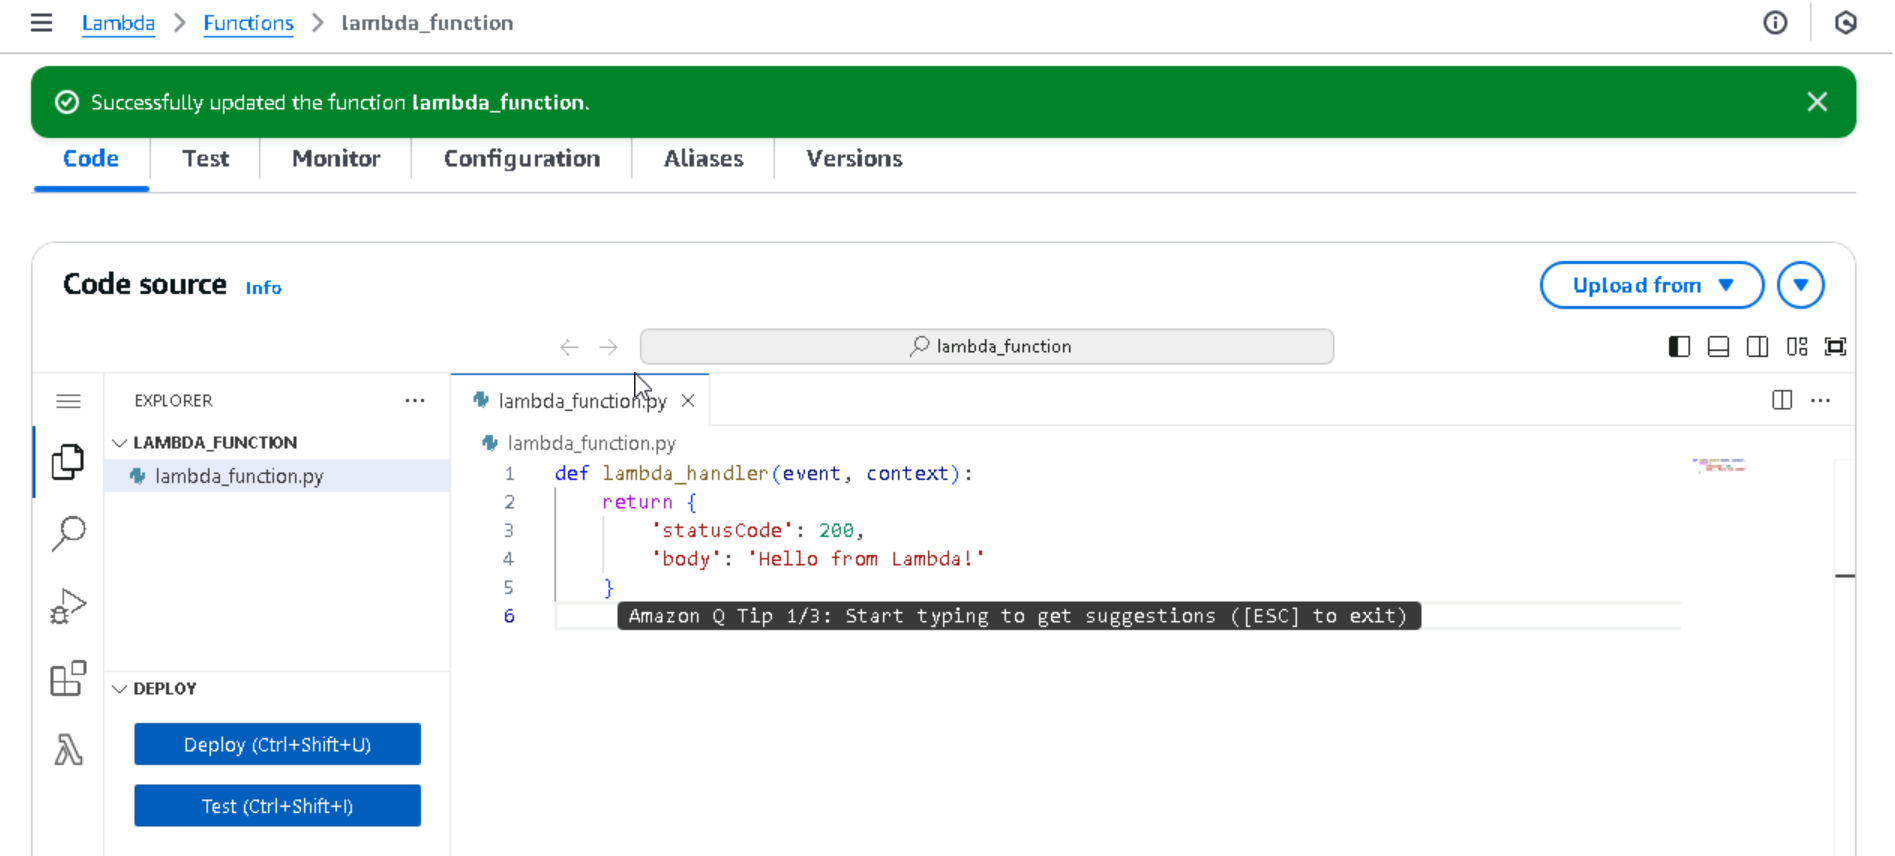 Lambda > Functions > lambda_function
Successfully updated the function lambda_function.
Code Test Monitor Configuration Aliases Versions
Code source Info
Upload from
lambda_function
EXPLORER
LAMBDA_FUNCTION
lambda_function.py
DEPLOY
Deploy (Ctrl+Shift+U)
Test (Ctrl+Shift+I)
lambda_function.py
lambda_function.py
1 def lambda_handler(event, context):
2 return {
3 'statusCode': 200,
4 'body': 'Hello from Lambda!'
5 }
6 Amazon Q Tip 1/3: Start typing to get suggestions ([ESC] to exit)